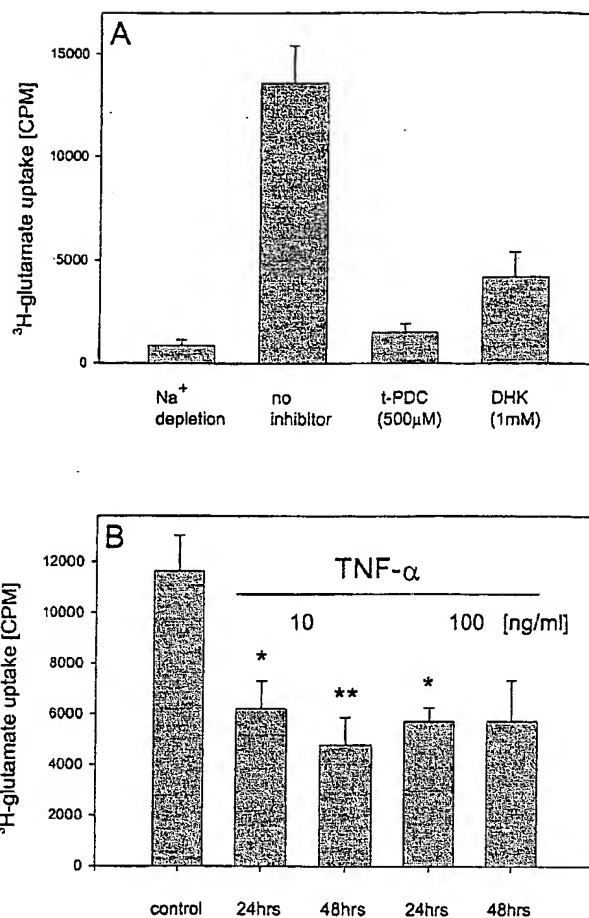 A
15000
10000
5000
0
³H-glutamate uptake [CPM]
Na⁺ depletion
no inhibitor
t-PDC (500µM)
DHK (1mM)
B
TNF-α
10 100 [ng/ml]
* ** *
12000
10000
8000
6000
4000
2000
0
³H-glutamate uptake [CPM]
control 24hrs 48hrs 24hrs 48hrs